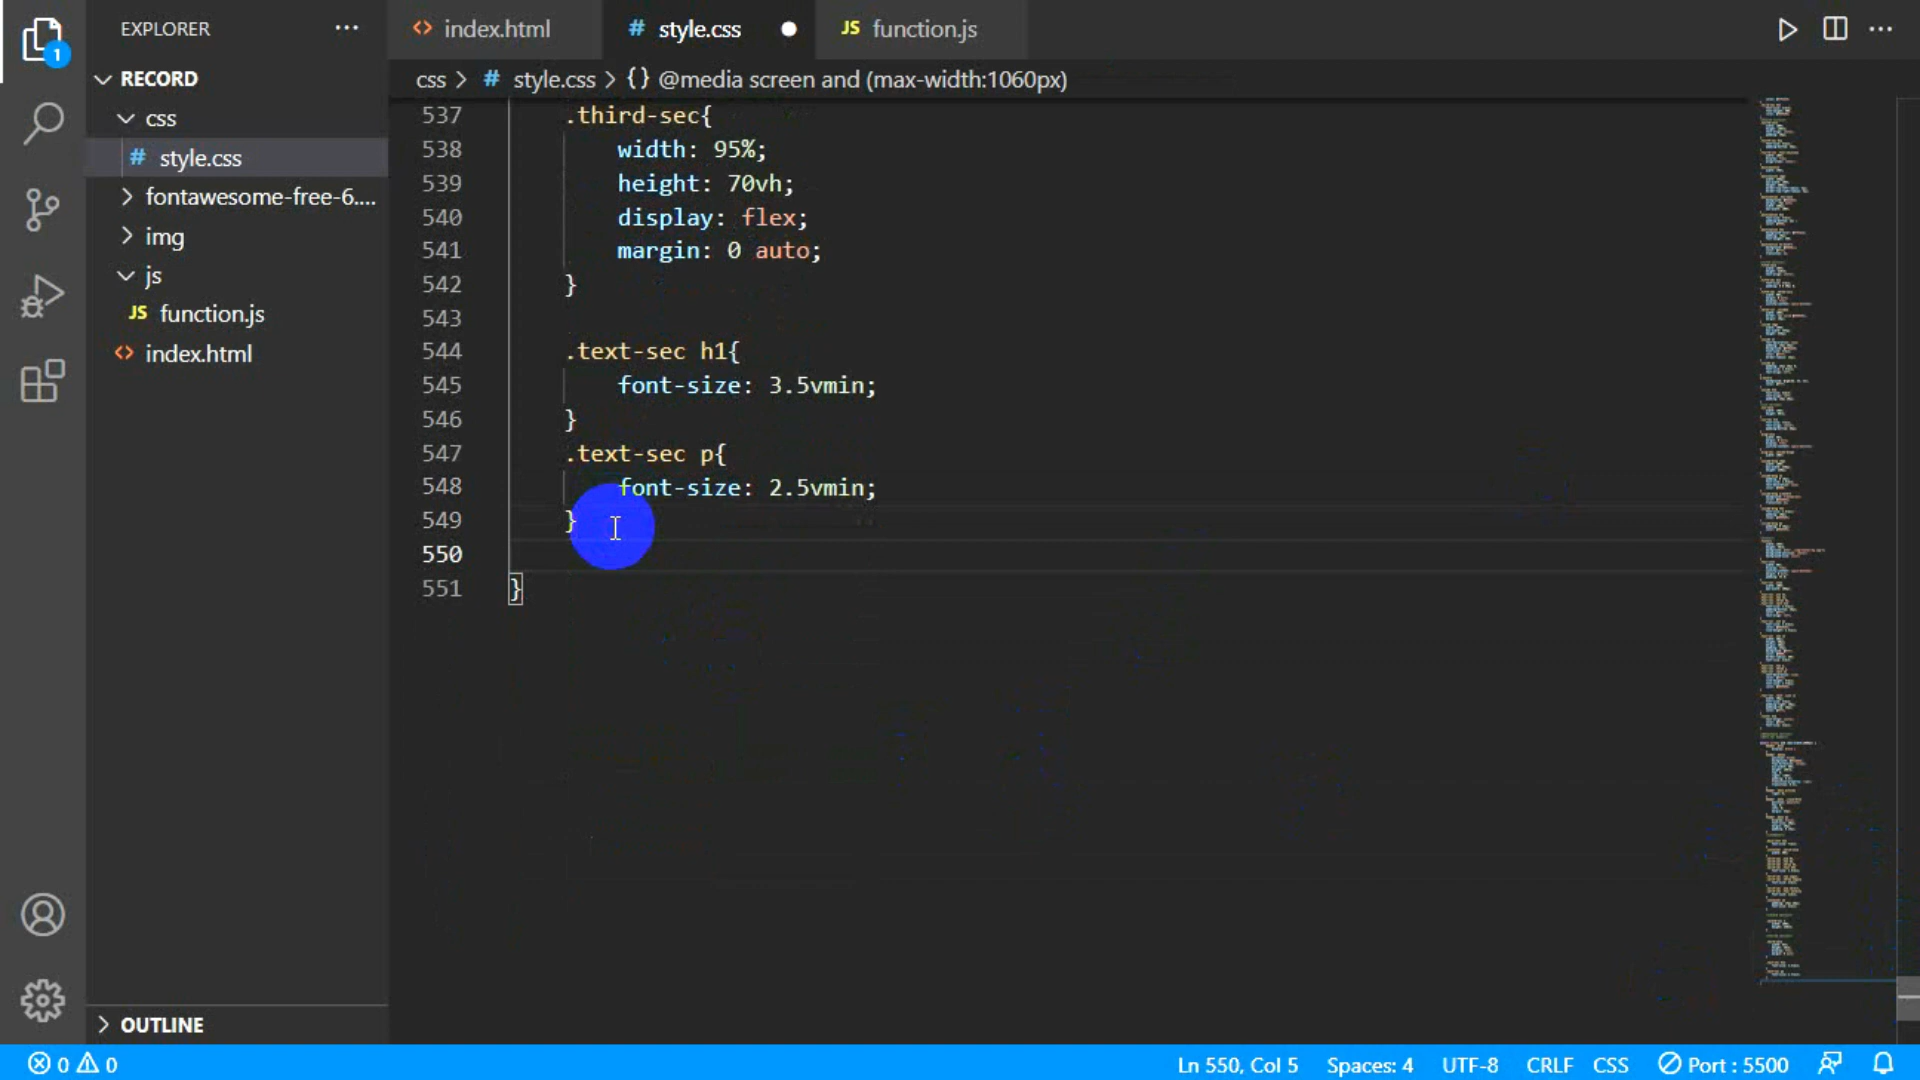 EXPLORER ···
<> index.html
# style.css ●
JS function.js
···
1
RECORD
css
# style.css
fontawesome-free-6....
img
js
JS function.js
<> index.html
OUTLINE
css > # style.css > {} @media screen and (max-width:1060px)
537 .third-sec{
538 width: 95%;
539 height: 70vh;
540 display: flex;
541 margin: 0 auto;
542 }
543
544 .text-sec h1{
545 font-size: 3.5vmin;
546 }
547 .text-sec p{
548 font-size: 2.5vmin;
549 }
550
551 }
0 0 Ln 550, Col 5 Spaces: 4 UTF-8 CRLF CSS Port : 5500